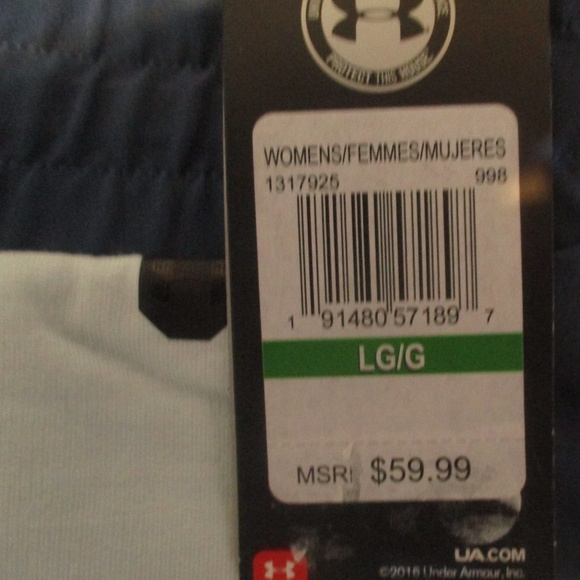 PROTECT THIS HOUSE
WOMENS/FEMMES/MUJERES
1317925 998
1 91480 57189 7
LG/G
MSRP $59.99
UA.COM
©2016 Under Armour, Inc.